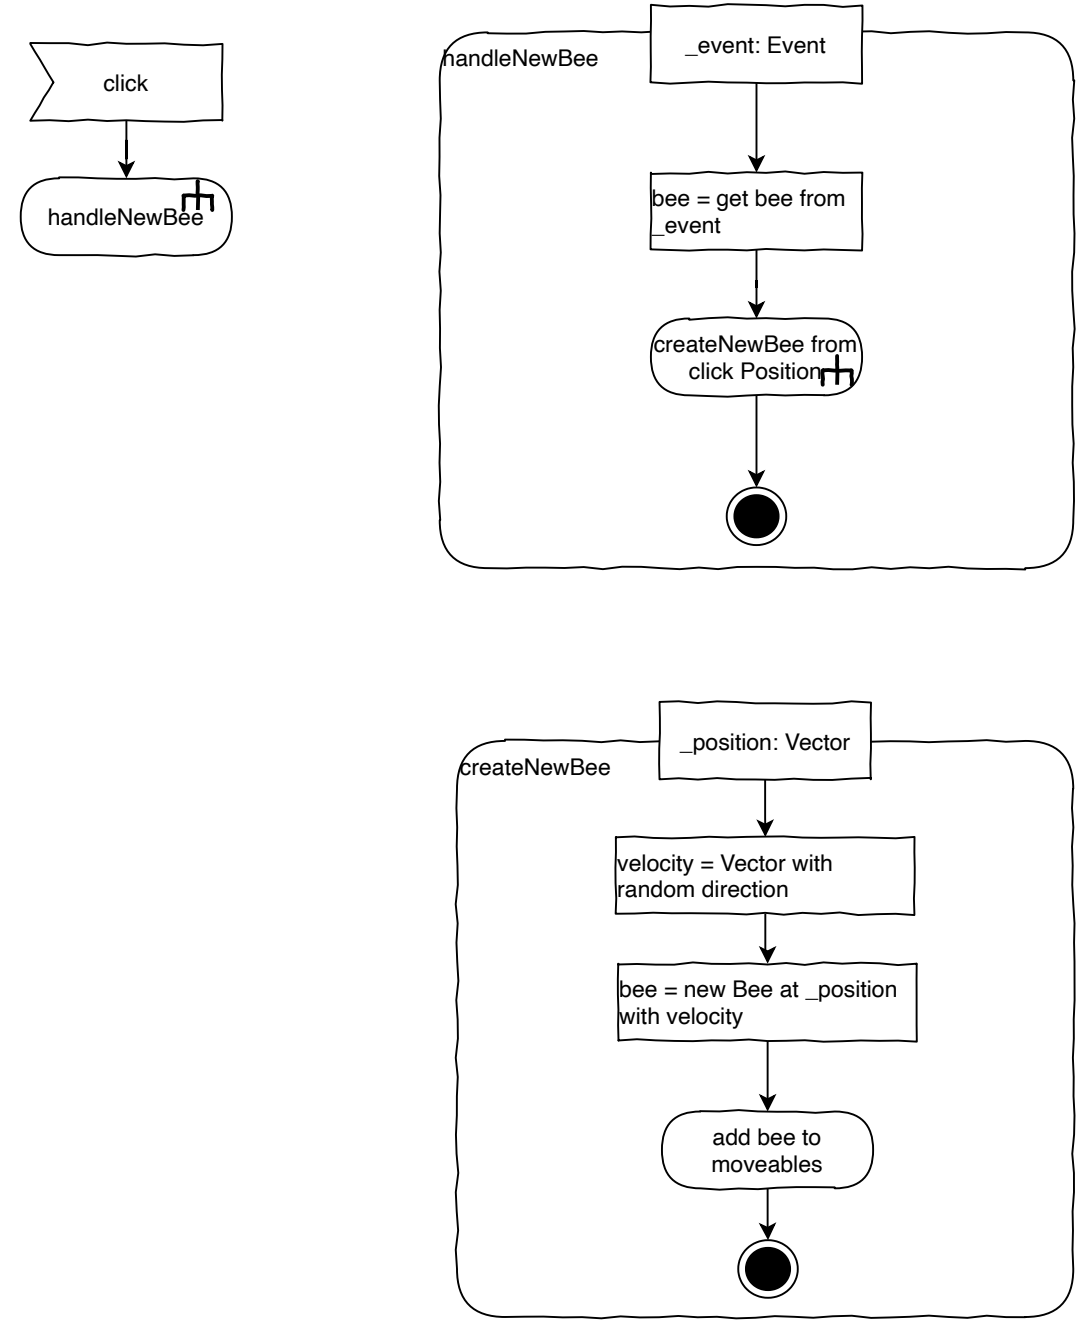 click
handleNewBee
handleNewBee
_event: Event
bee = get bee from
_event
createNewBee from
click Position
createNewBee
_position: Vector
velocity = Vector with
random direction
bee = new Bee at _position
with velocity
add bee to
moveables